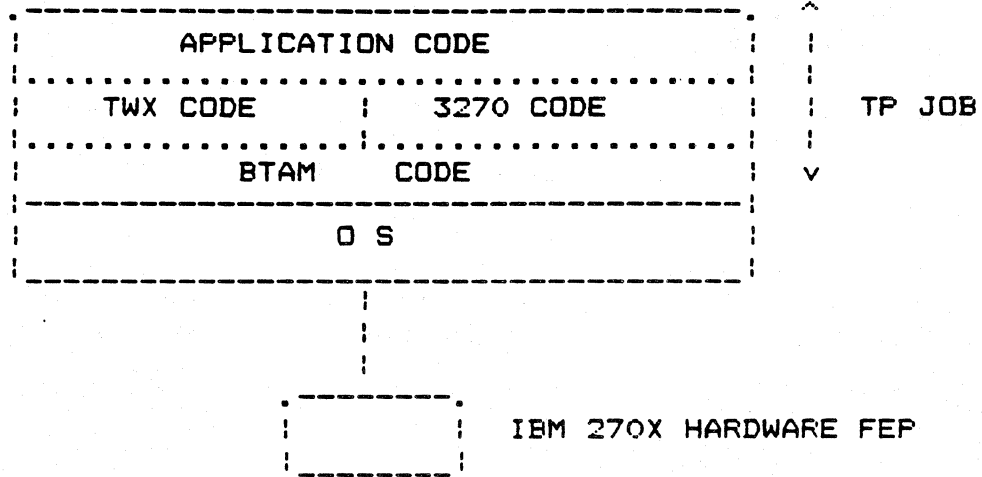 APPLICATION CODE
TWX CODE 3270 CODE
TP JOB
BTAM CODE
O S
IBM 270X HARDWARE FEP